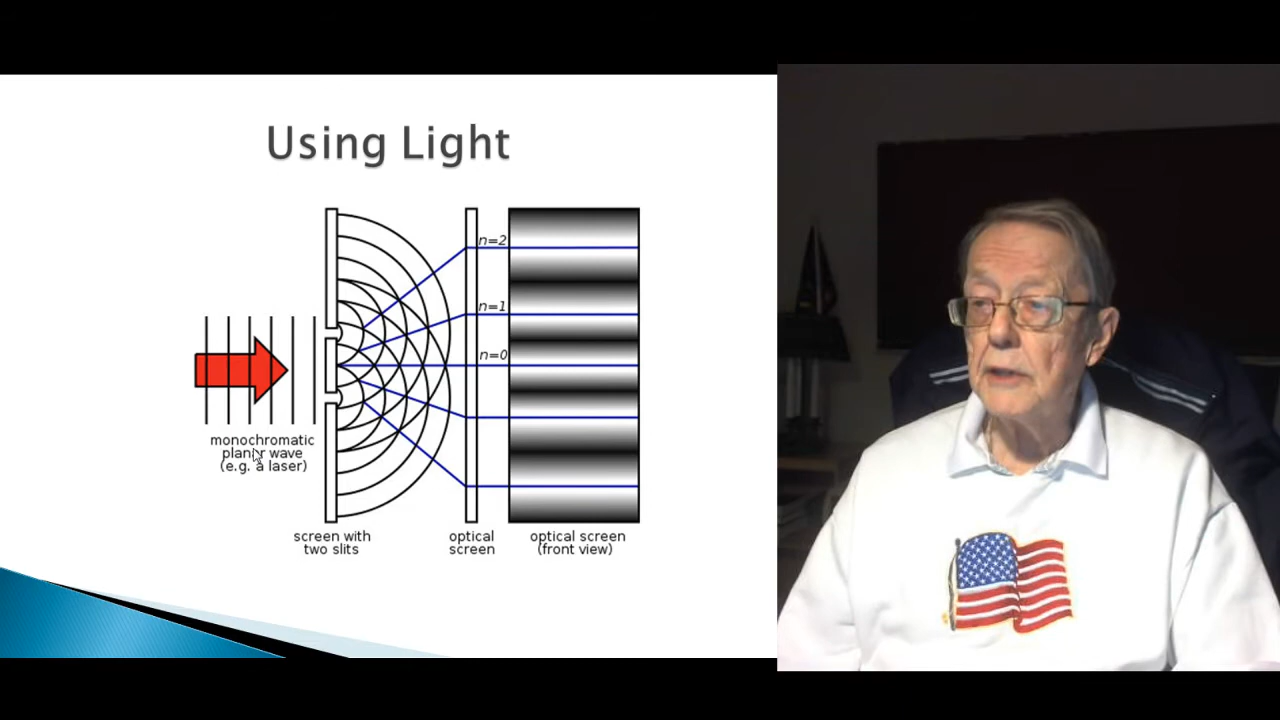 Using Light
n=2
n=1
n=0
monochromatic
planar wave
(e.g. a laser)
screen with
two slits
optical
screen
optical screen
(front view)